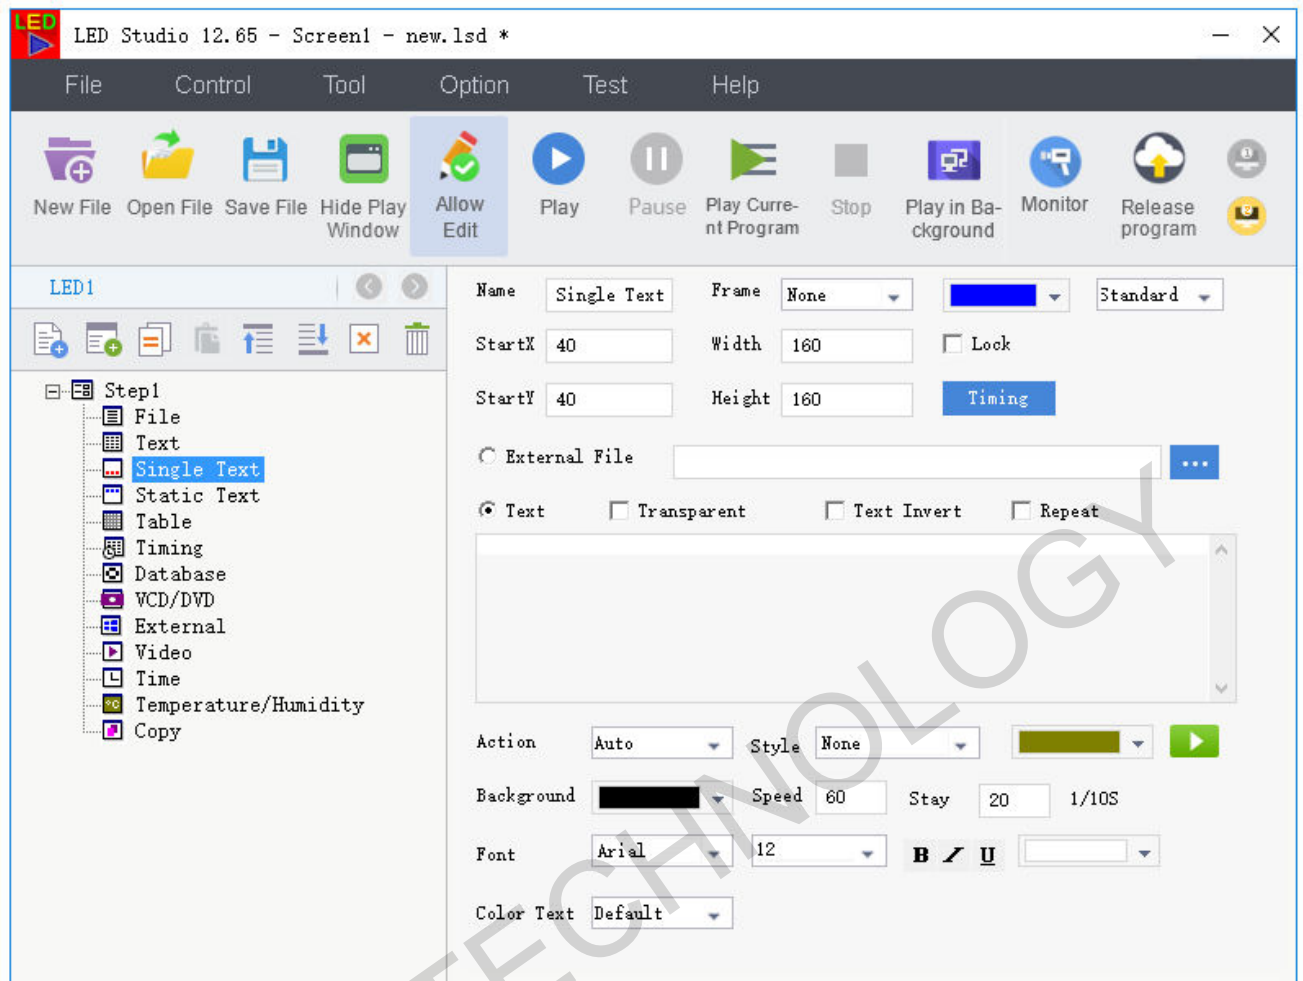 LED
LED Studio 12.65 - Screen1 - new.lsd *
File Control Tool Option Test Help
New File Open File Save File Hide Play Window Allow Edit Play Pause Play Curre-nt Program Stop Play in Ba-ckground Monitor Release program
LED1
Name Single Text Frame None Standard
StartX 40 Width 160 Lock
StartY 40 Height 160 Timing
External File ...
Text Transparent Text Invert Repeat
Step1
File
Text
Single Text
Static Text
Table
Timing
Database
VCD/DVD
External
Video
Time
Temperature/Humidity
Copy
Action Auto Style None
Background Speed 60 Stay 20 1/10S
Font Arial 12 B I U
Color Text Default
TECHNOLOGY